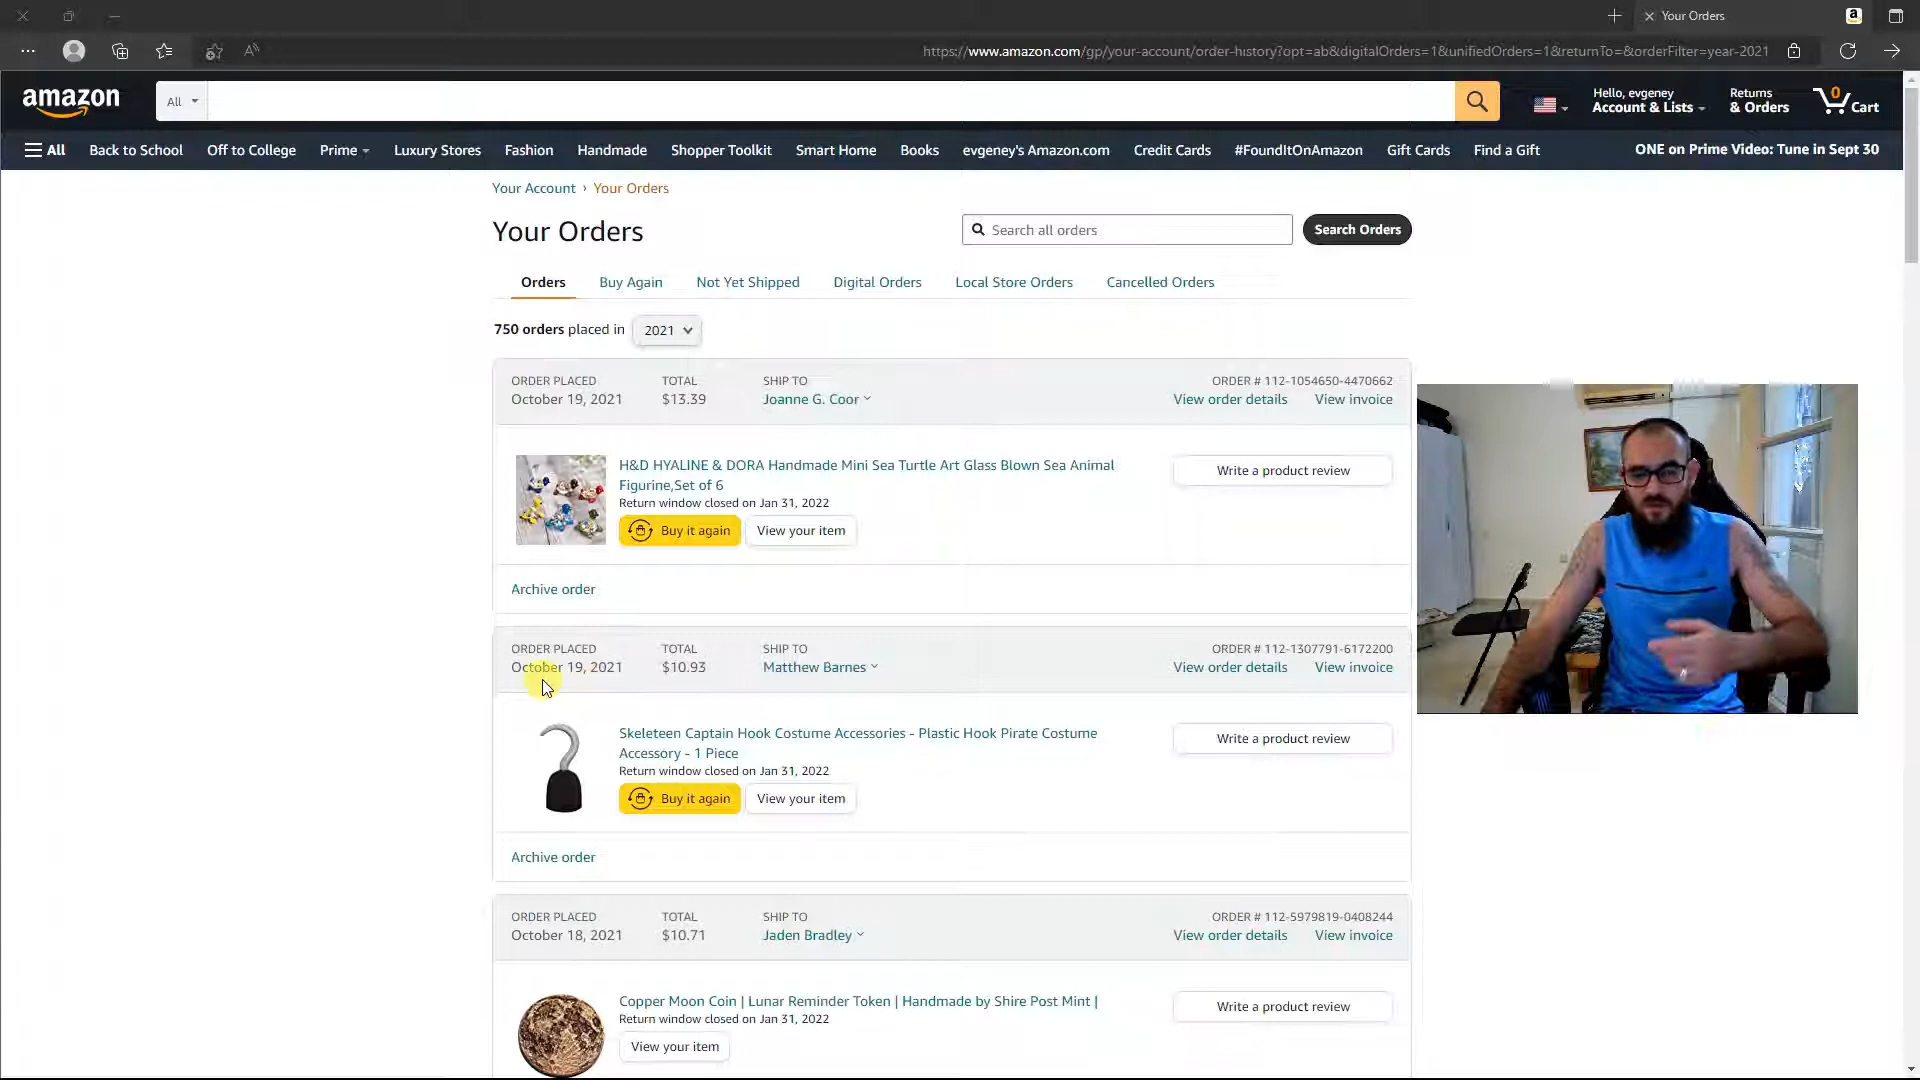 Your Orders
https://www.amazon.com/gp/your-account/order-history?opt=ab&digitalOrders=1&unifiedOrders=1&returnTo=&orderFilter=year-2021
amazon
All
Hello, evgeney
Account & Lists
Returns
& Orders
0
Cart
All Back to School Off to College Prime Luxury Stores Fashion Handmade Shopper Toolkit Smart Home Books evgeney's Amazon.com Credit Cards #FoundItOnAmazon Gift Cards Find a Gift ONE on Prime Video: Tune in Sept 30
Your Account › Your Orders
Your Orders
Search all orders
Search Orders
Orders Buy Again Not Yet Shipped Digital Orders Local Store Orders Cancelled Orders
750 orders placed in 2021
ORDER PLACED TOTAL SHIP TO ORDER # 112-1054650-4470662
October 19, 2021 $13.39 Joanne G. Coor View order details View invoice
H&D HYALINE & DORA Handmade Mini Sea Turtle Art Glass Blown Sea Animal
Figurine,Set of 6
Return window closed on Jan 31, 2022
Buy it again View your item
Write a product review
Archive order
ORDER PLACED TOTAL SHIP TO ORDER # 112-1307791-6172200
October 19, 2021 $10.93 Matthew Barnes View order details View invoice
Skeleteen Captain Hook Costume Accessories - Plastic Hook Pirate Costume
Accessory - 1 Piece
Return window closed on Jan 31, 2022
Buy it again View your item
Write a product review
Archive order
ORDER PLACED TOTAL SHIP TO ORDER # 112-5979819-0408244
October 18, 2021 $10.71 Jaden Bradley View order details View invoice
Copper Moon Coin | Lunar Reminder Token | Handmade by Shire Post Mint |
Return window closed on Jan 31, 2022
View your item
Write a product review